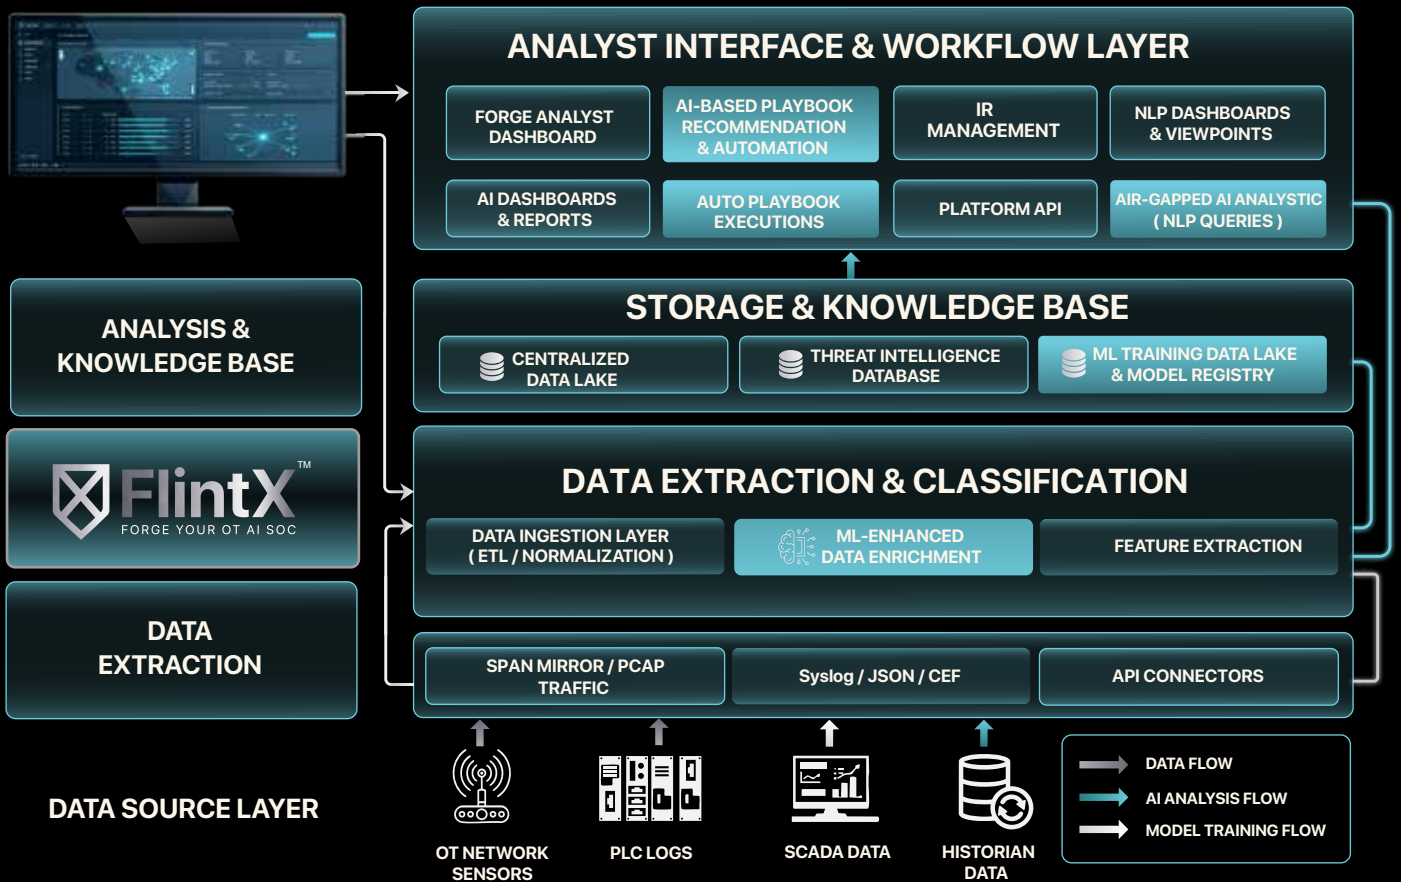 ANALYST INTERFACE & WORKFLOW LAYER
FORGE ANALYST
DASHBOARD
AI-BASED PLAYBOOK
RECOMMENDATION
& AUTOMATION
IR
MANAGEMENT
NLP DASHBOARDS
& VIEWPOINTS
AI DASHBOARDS
& REPORTS
AUTO PLAYBOOK
EXECUTIONS
PLATFORM API
AIR-GAPPED AI ANALYSTIC
( NLP QUERIES )
ANALYSIS &
KNOWLEDGE BASE
STORAGE & KNOWLEDGE BASE
CENTRALIZED
DATA LAKE
THREAT INTELLIGENCE
DATABASE
ML TRAINING DATA LAKE
& MODEL REGISTRY
FlintX™
FORGE YOUR OT AI SOC
DATA EXTRACTION & CLASSIFICATION
DATA INGESTION LAYER
( ETL / NORMALIZATION )
ML-ENHANCED
DATA ENRICHMENT
FEATURE EXTRACTION
DATA
EXTRACTION
SPAN MIRROR / PCAP
TRAFFIC
Syslog / JSON / CEF
API CONNECTORS
DATA SOURCE LAYER
OT NETWORK
SENSORS
PLC LOGS
SCADA DATA
HISTORIAN
DATA
DATA FLOW
AI ANALYSIS FLOW
MODEL TRAINING FLOW